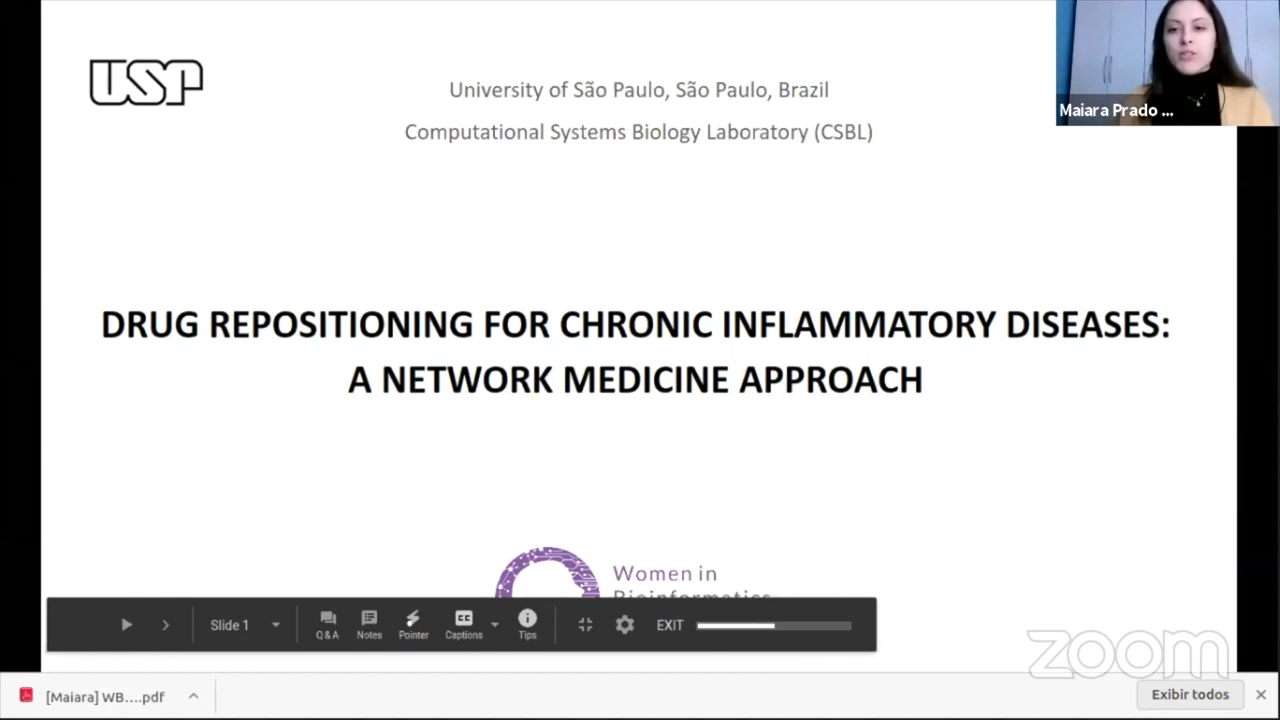 USP
University of São Paulo, São Paulo, Brazil
Computational Systems Biology Laboratory (CSBL)
Maiara Prado ...
DRUG REPOSITIONING FOR CHRONIC INFLAMMATORY DISEASES:
A NETWORK MEDICINE APPROACH
Women in
Bioinformatics
Slide 1
Q & A
Notes
Pointer
CC
Captions
Tips
EXIT
zoom
[Maiara] WB....pdf
Exibir todos